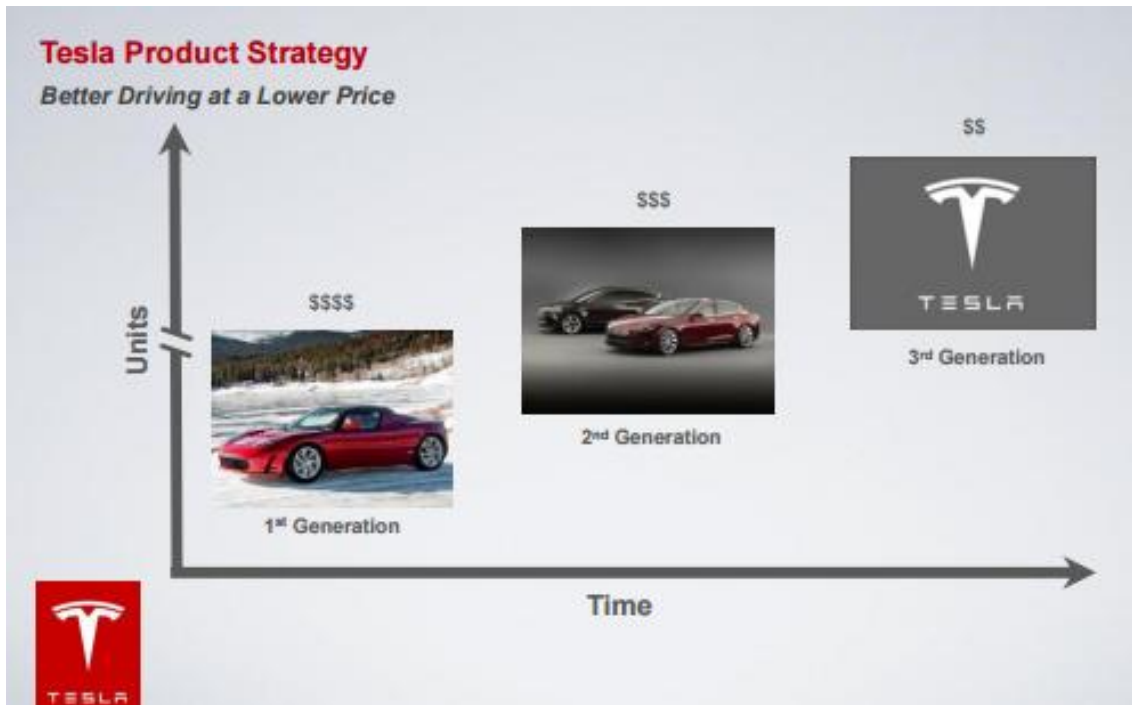 Tesla Product Strategy
Better Driving at a Lower Price
$$
$$$
$$$$
TESLA
Units
3rd Generation
2nd Generation
1st Generation
Time
TESLA